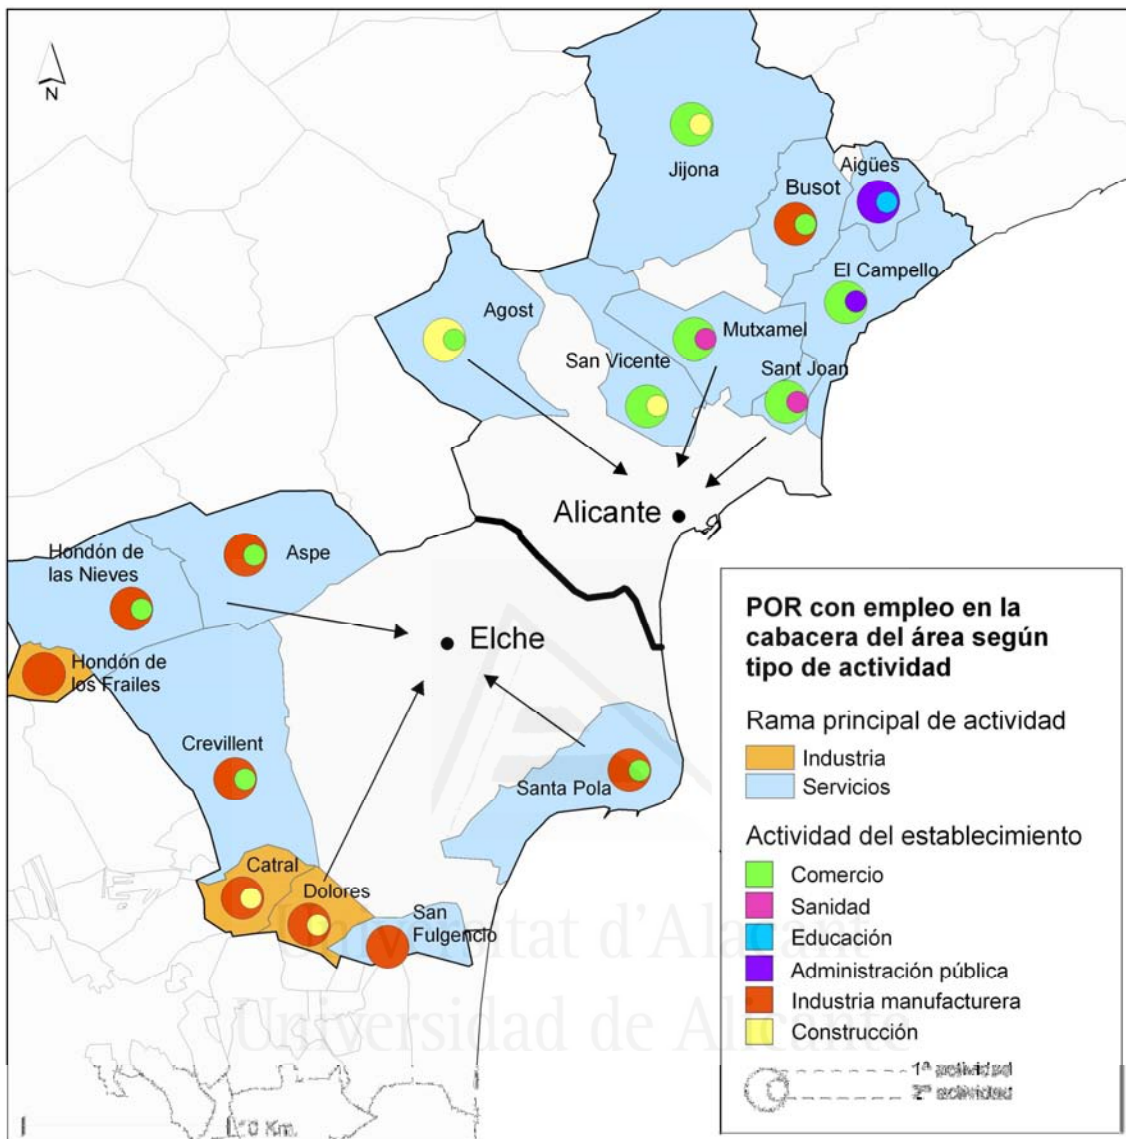 N
Jijona
Aigües
Busot
El Campello
Agost
Mutxamel
San Vicente
Sant Joan
Alicante
Hondón de
las Nieves
Aspe
Elche
Hondón de
los Frailes
Crevillent
Santa Pola
Catral
Dolores
San
Fulgencio
POR con empleo en la
cabacera del área según
tipo de actividad
Rama principal de actividad
Industria
Servicios
Actividad del establecimiento
Comercio
Sanidad
Educación
Administración pública
Industria manufacturera
Construcción
1ª actividad
2ª actividad
10 Km.
Universitat d'Alacant
Universidad de Alicante